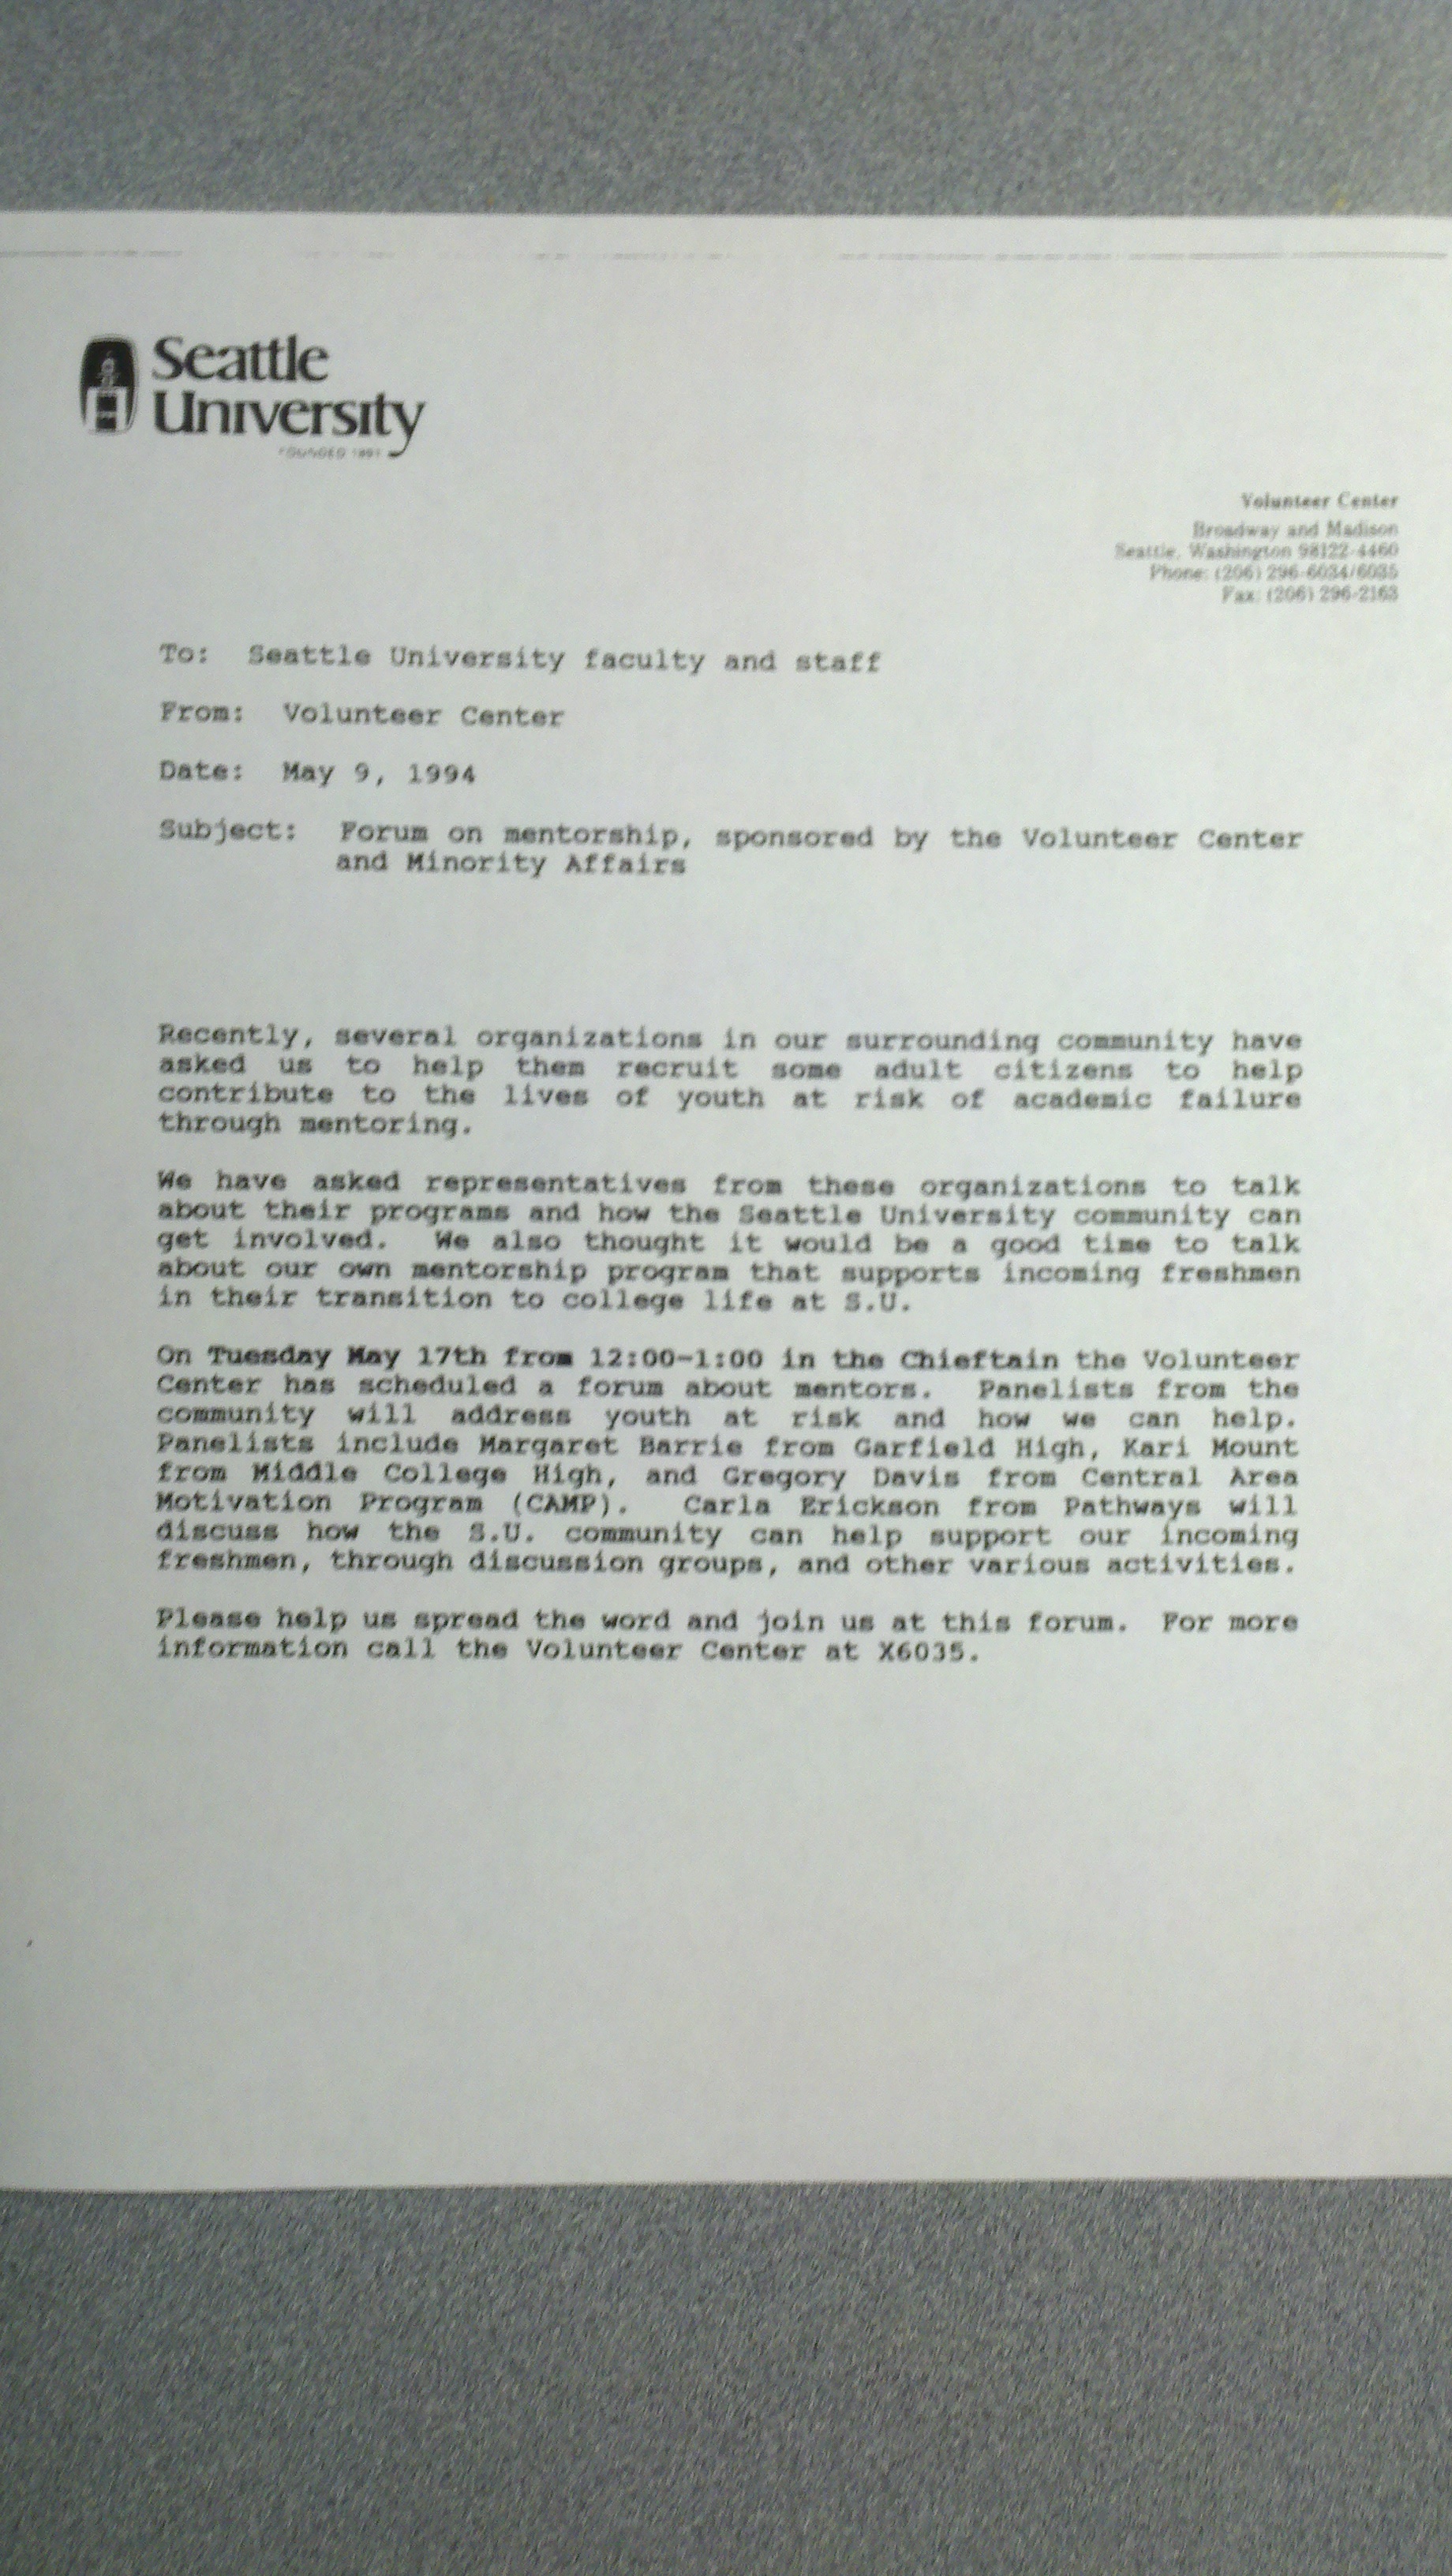 Seattle
University
FOUNDED 1891
Volunteer Center
Broadway and Madison
Seattle, Washington 98122-4460
Phone: (206) 296-6034/6035
Fax: (206) 296-2163
To: Seattle University faculty and staff
From: Volunteer Center
Date: May 9, 1994
Subject: Forum on mentorship, sponsored by the Volunteer Center
and Minority Affairs
Recently, several organizations in our surrounding community have
asked us to help them recruit some adult citizens to help
contribute to the lives of youth at risk of academic failure
through mentoring.
We have asked representatives from these organizations to talk
about their programs and how the Seattle University community can
get involved. We also thought it would be a good time to talk
about our own mentorship program that supports incoming freshmen
in their transition to college life at S.U.
On Tuesday May 17th from 12:00-1:00 in the Chieftain the Volunteer
Center has scheduled a forum about mentors. Panelists from the
community will address youth at risk and how we can help.
Panelists include Margaret Barrie from Garfield High, Kari Mount
from Middle College High, and Gregory Davis from Central Area
Motivation Program (CAMP). Carla Erickson from Pathways will
discuss how the S.U. community can help support our incoming
freshmen, through discussion groups, and other various activities.
Please help us spread the word and join us at this forum. For more
information call the Volunteer Center at X6035.